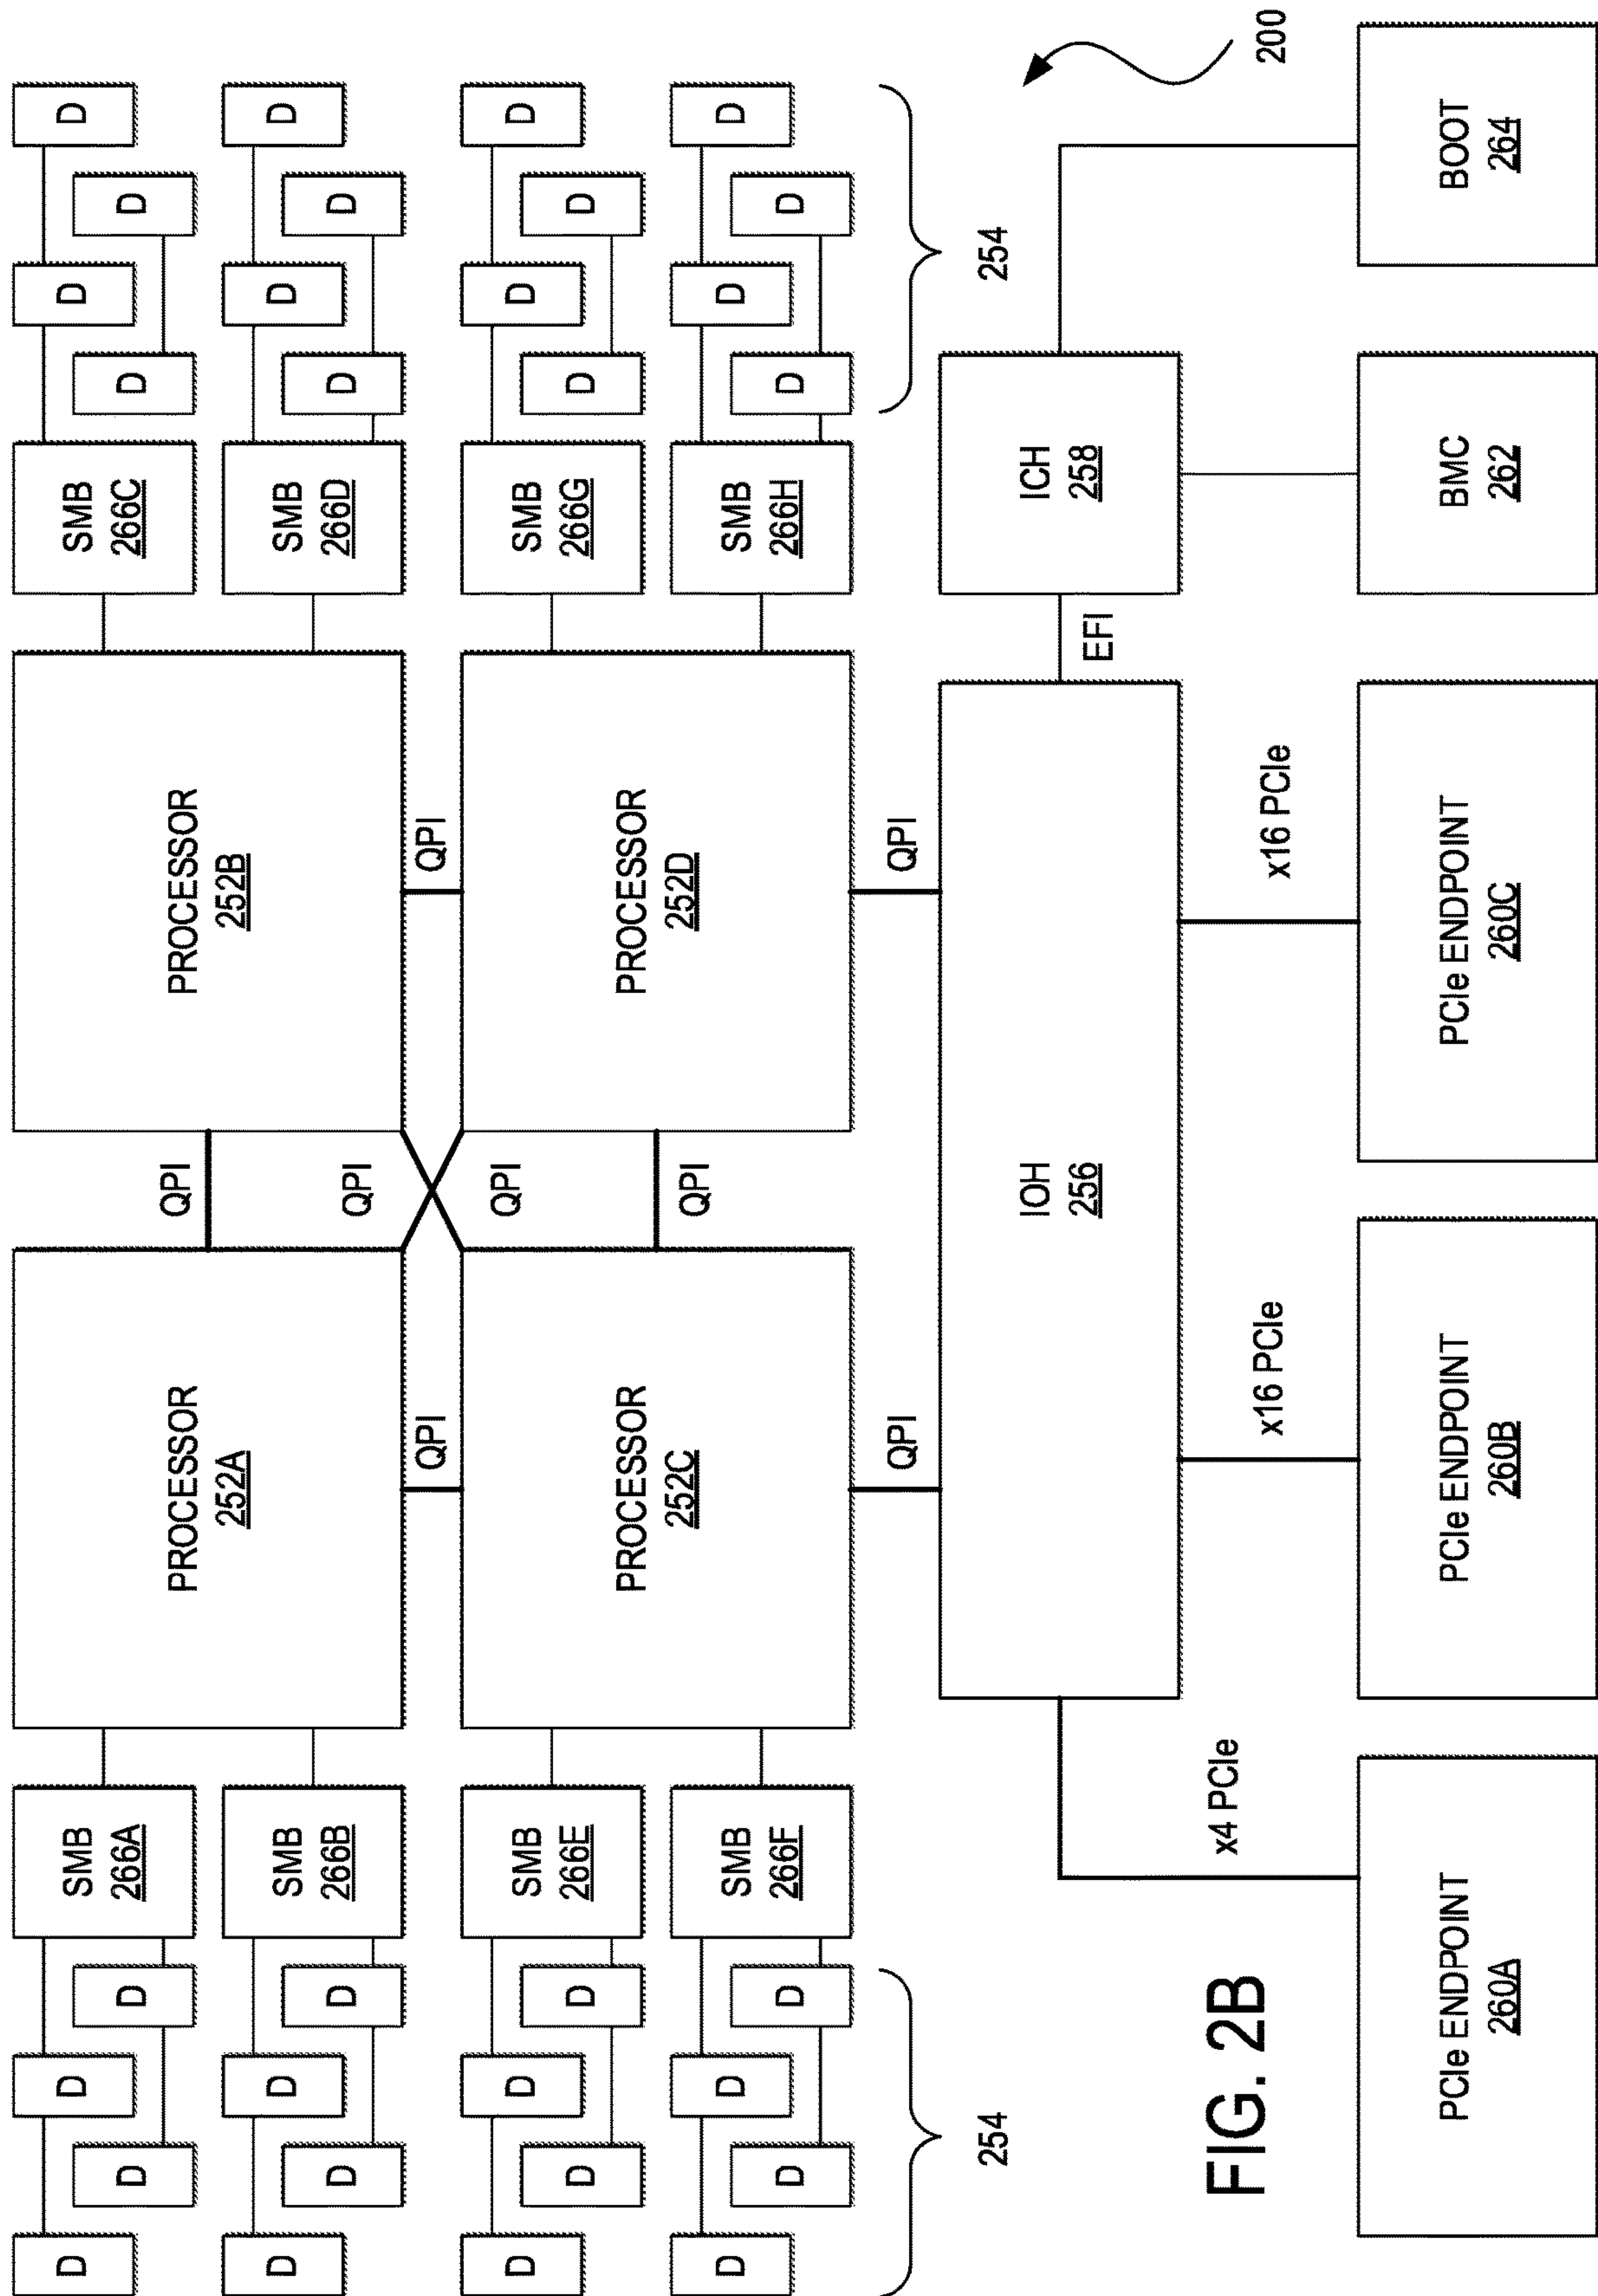 D
D
SMB
266A
D
D
PROCESSOR
252A
QPI
PROCESSOR
252B
SMB
266C
D
D
D
D
D
D
SMB
266B
D
D
QPI
SMB
266D
D
D
D
D
QPI
QPI
D
D
SMB
266E
D
D
PROCESSOR
252C
QPI
PROCESSOR
252D
SMB
266G
D
D
D
D
D
D
SMB
266F
D
D
QPI
SMB
266H
D
D
D
D
QPI
QPI
254
254
IOH
256
EFI
ICH
258
200
x4 PCIe
x16 PCIe
x16 PCIe
FIG. 2B
PCIe ENDPOINT
260A
PCIe ENDPOINT
260B
PCIe ENDPOINT
260C
BMC
262
BOOT
264